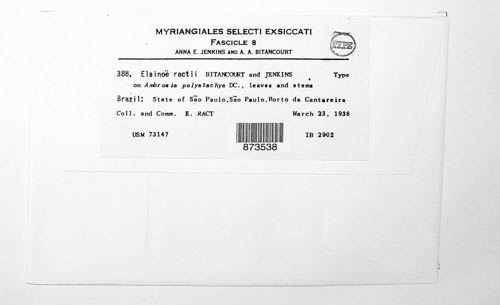 MYRIANGIALES SELECTI EXSICCATI
FASCICLE 8
ANNA E. JENKINS AND A. A. BITANCOURT
TYPE
388. Elsinoë ractii BITANCOURT and JENKINS , Type
on Ambrosia polystachya DC., leaves and stems
Brazil: State of São Paulo, São Paulo, Horto da Cantareira
Coll. and Comm. E. RACT March 23, 1938
USM 73147 IB 2902
873538